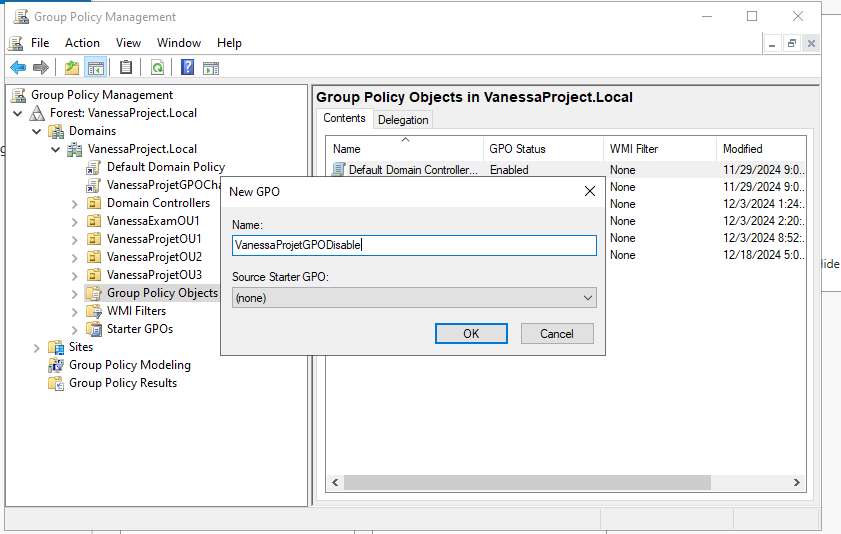 Group Policy Management
File Action View Window Help
Group Policy Management
Forest: VanessaProject.Local
Domains
VanessaProject.Local
Default Domain Policy
VanessaProjetGPOCha
Domain Controllers
VanessaExamOU1
VanessaProjetOU1
VanessaProjetOU2
VanessaProjetOU3
Group Policy Objects
WMI Filters
Starter GPOs
Sites
Group Policy Modeling
Group Policy Results
Group Policy Objects in VanessaProject.Local
Contents Delegation
Name GPO Status WMI Filter Modified
Default Domain Controller... Enabled None 11/29/2024 9:0..
None 11/29/2024 9:0..
None 12/3/2024 1:24:.
None 12/3/2024 2:20:.
None 12/3/2024 8:52:.
None 12/18/2024 5:0..
New GPO
Name:
VanessaProjetGPODisable
Source Starter GPO:
(none)
OK Cancel